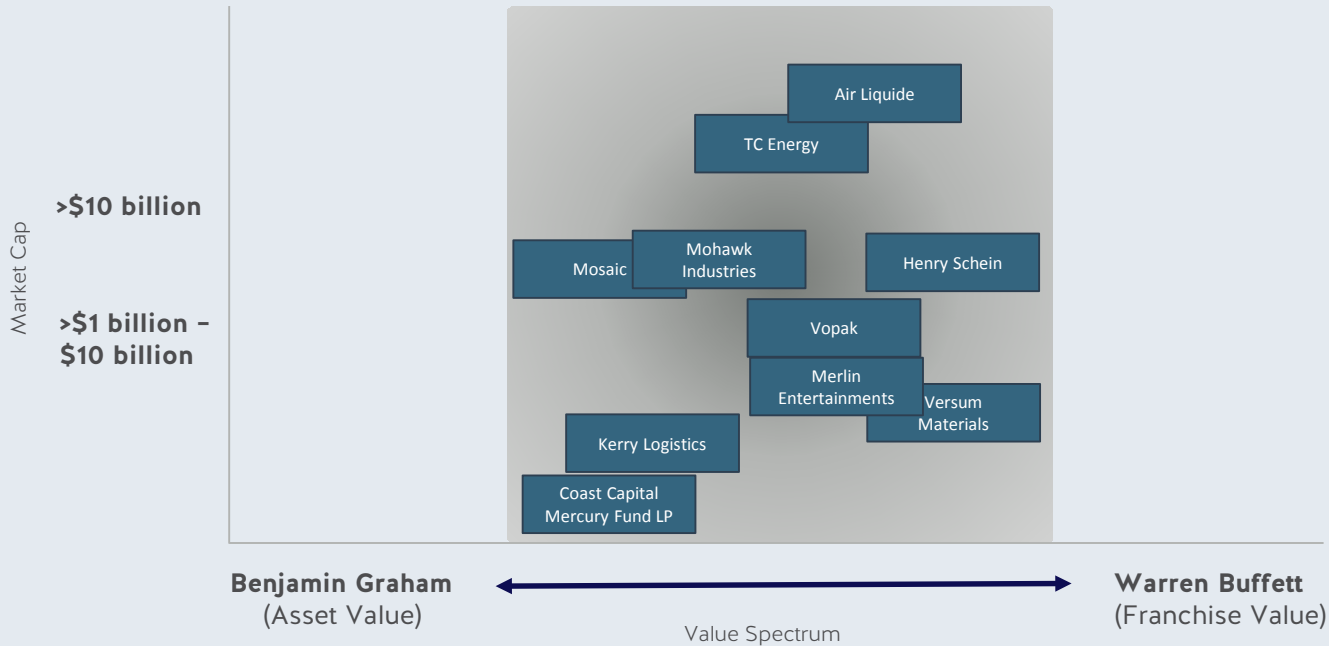 Air Liquide
TC Energy
>$10 billion
Market Cap
Mosaic
Mohawk
Industries
Henry Schein
>$1 billion –
$10 billion
Vopak
Merlin
Entertainments
Versum
Materials
Kerry Logistics
Coast Capital
Mercury Fund LP
Benjamin Graham
(Asset Value)
Value Spectrum
Warren Buffett
(Franchise Value)